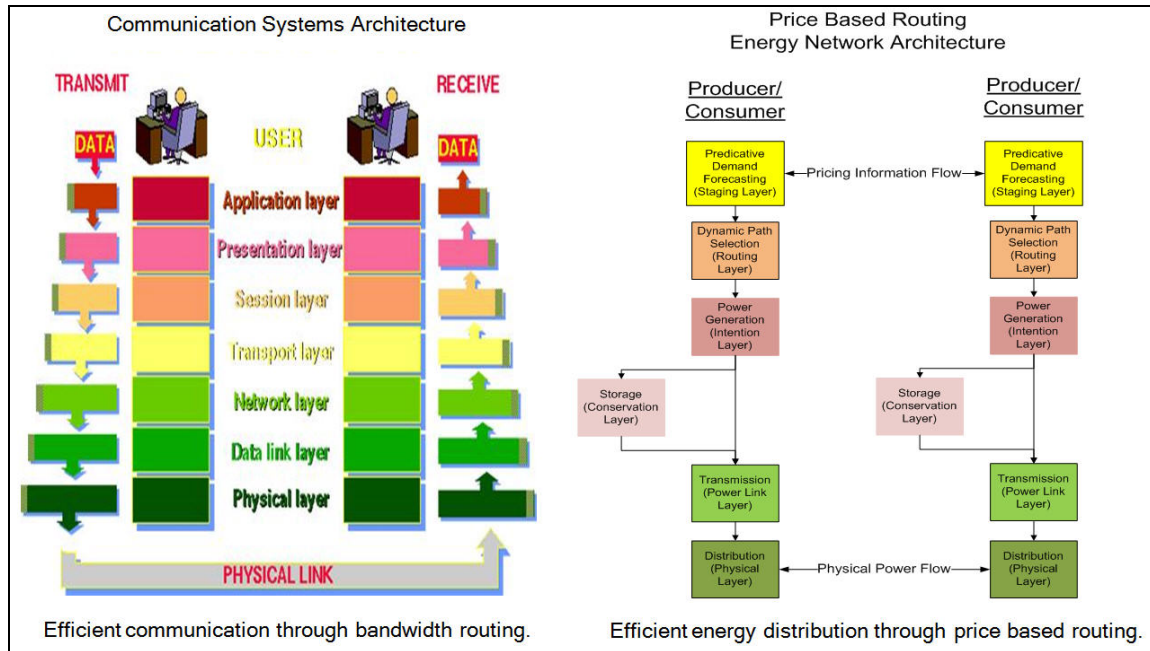 Communication Systems Architecture
TRANSMIT
RECEIVE
USER
DATA
DATA
Application layer
Presentation layer
Session layer
Transport layer
Network layer
Data link layer
Physical layer
PHYSICAL LINK
Efficient communication through bandwidth routing.
Price Based Routing
Energy Network Architecture
Producer/
Consumer
Producer/
Consumer
Predicative
Demand
Forecasting
(Staging Layer)
Pricing Information Flow
Predicative
Demand
Forecasting
(Staging Layer)
Dynamic Path
Selection
(Routing
Layer)
Dynamic Path
Selection
(Routing
Layer)
Power
Generation
(Intention
Layer)
Power
Generation
(Intention
Layer)
Storage
(Conservation
Layer)
Storage
(Conservation
Layer)
Transmission
(Power Link
Layer)
Transmission
(Power Link
Layer)
Distribution
(Physical
Layer)
Physical Power Flow
Distribution
(Physical
Layer)
Efficient energy distribution through price based routing.